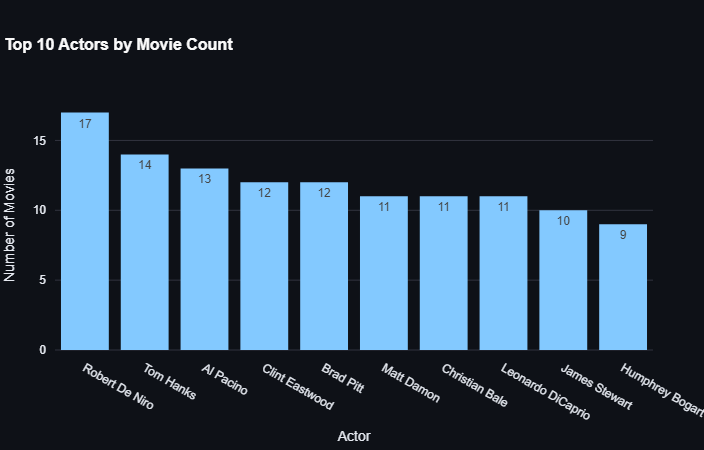 Top 10 Actors by Movie Count
Number of Movies
15
10
5
0
17
14
13
12
12
11
11
11
10
9
Robert De Niro
Tom Hanks
Al Pacino
Clint Eastwood
Brad Pitt
Matt Damon
Christian Bale
Leonardo DiCaprio
James Stewart
Humphrey Bogart
Actor